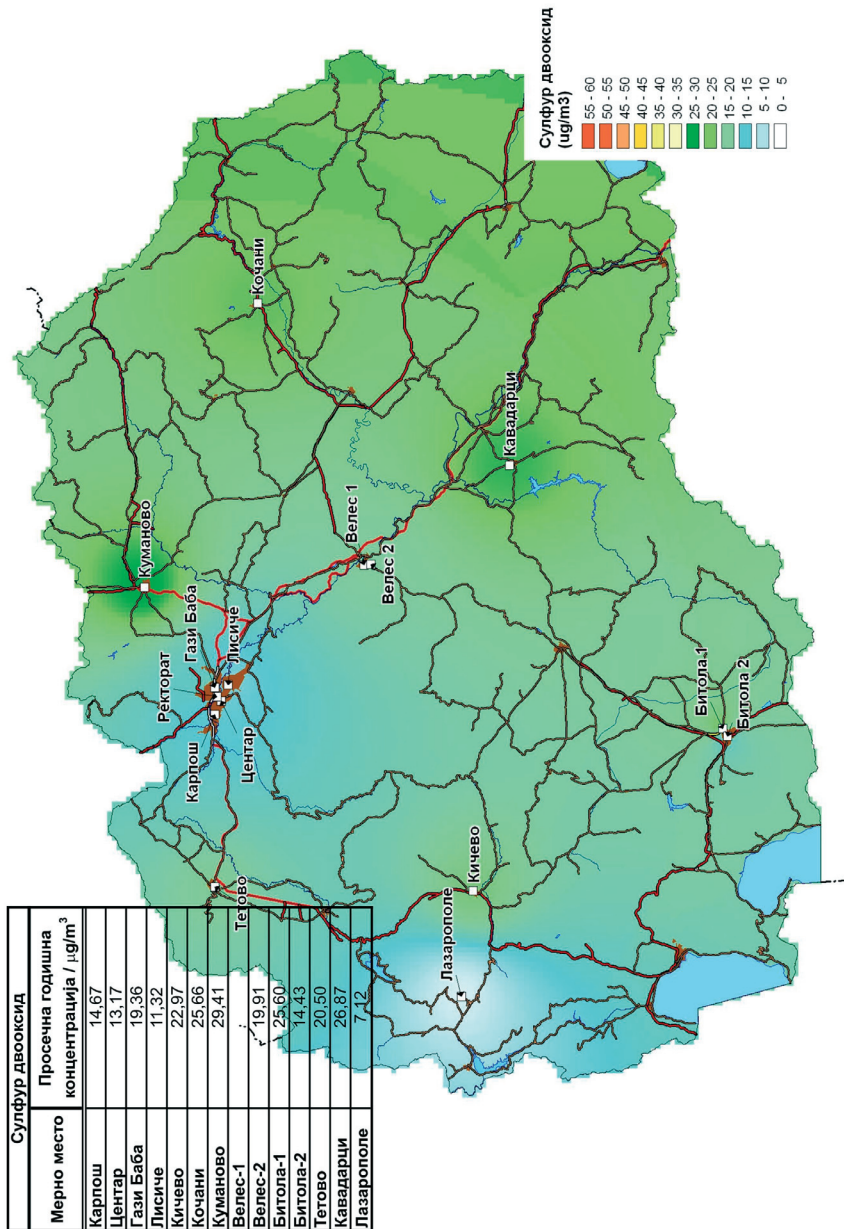 Сулфур двооксид
Мерно место Просечна годишна концентрација / µg/m³
Карпош 14,67
Центар 13,17
Гази Баба 19,36
Лисиче 11,32
Кичево 22,97
Кочани 25,66
Куманово 29,41
Велес-1
Велес-2 19,91
Битола-1 25,60
Битола-2 14,43
Тетово 20,50
Кавадарци 26,87
Лазарополе 7,12
Тетово
Карпош
Ректорат
Гази Баба
Центар
Лисиче
Куманово
Кочани
Велес 1
Велес 2
Кавадарци
Кичево
Лазарополе
Битола 1
Битола 2
Сулфур двооксид
(ug/m3)
55 - 60
50 - 55
45 - 50
40 - 45
35 - 40
30 - 35
25 - 30
20 - 25
15 - 20
10 - 15
5 - 10
0 - 5